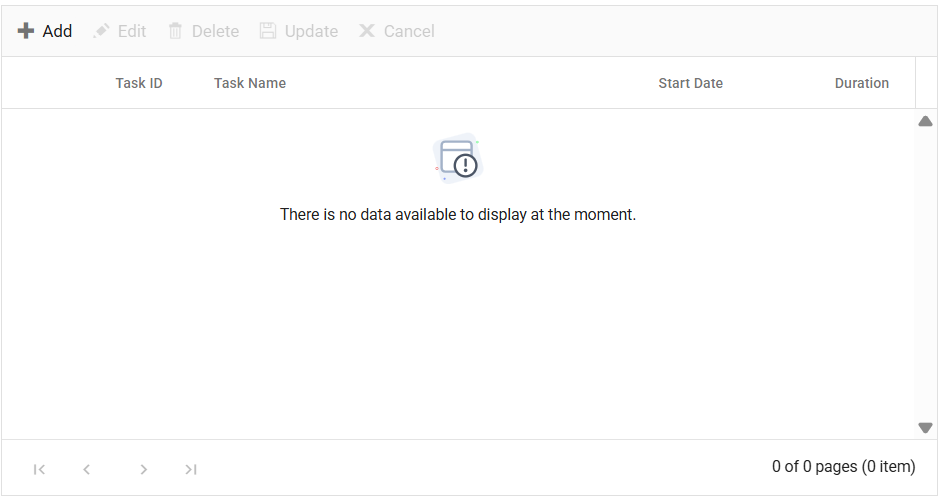 Add Edit Delete Update Cancel
Task ID Task Name Start Date Duration
There is no data available to display at the moment.
0 of 0 pages (0 item)